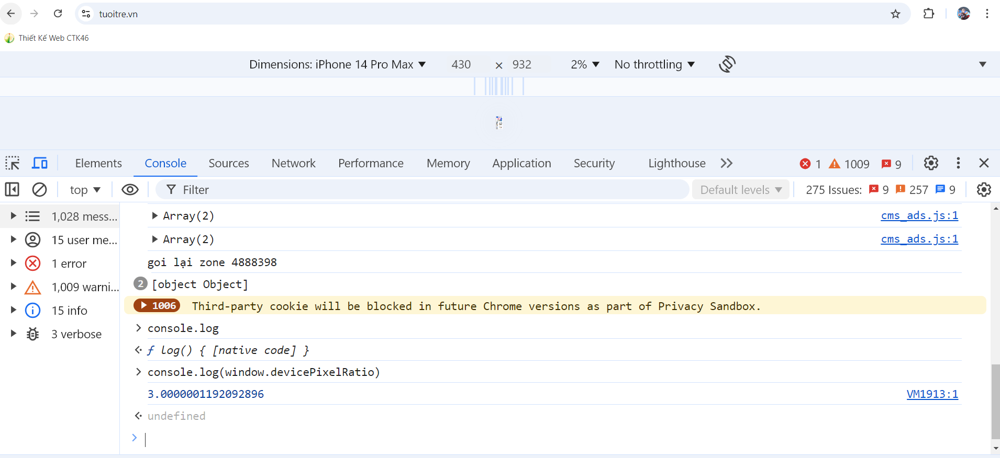 tuoitre.vn
Thiết Kế Web CTK46
Dimensions: iPhone 14 Pro Max 430 × 932 2% No throttling
Elements Console Sources Network Performance Memory Application Security Lighthouse 1 1009 9
top Filter Default levels 275 Issues: 9 257 9
1,028 mess...
15 user me...
1 error
1,009 warni...
15 info
3 verbose
Array(2) cms_ads.js:1
Array(2) cms_ads.js:1
goi lại zone 4888398
2 [object Object]
1006 Third-party cookie will be blocked in future Chrome versions as part of Privacy Sandbox.
> console.log
ƒ log() { [native code] }
> console.log(window.devicePixelRatio)
3.0000001192092896 VM1913:1
undefined
>